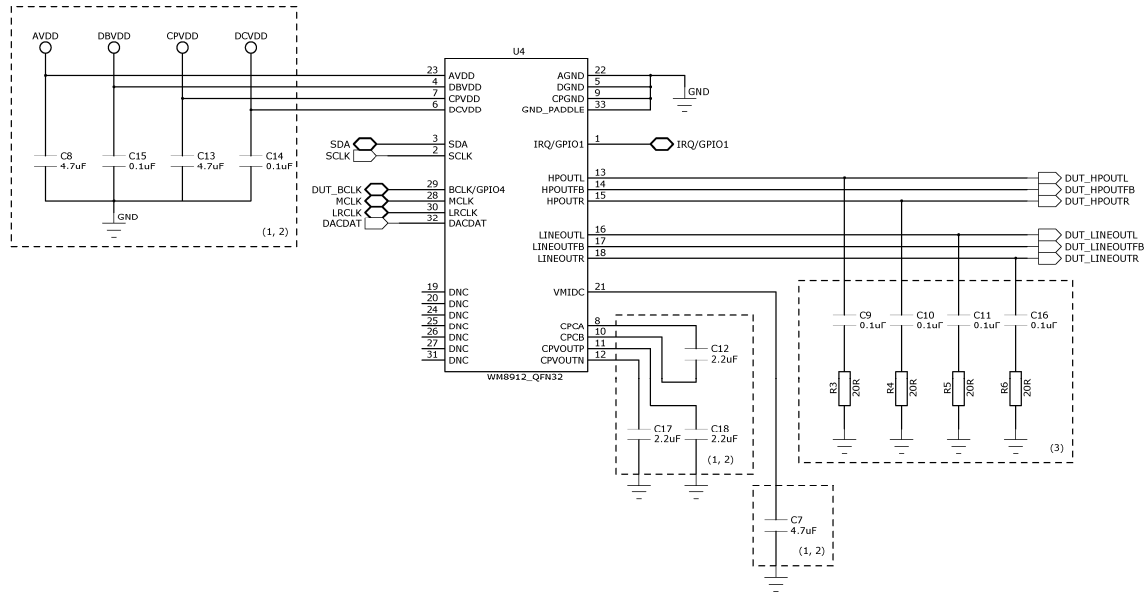 AVDD DBVDD CPVDD DCVDD
C8 4.7uF
C15 0.1uF
C13 4.7uF
C14 0.1uF
GND
(1, 2)
U4
23 AVDD
4 DBVDD
7 CPVDD
6 DCVDD
SDA 3 SDA
SCLK 2 SCLK
DUT_BCLK 29 BCLK/GPIO4
MCLK 28 MCLK
LRCLK 30 LRCLK
DACDAT 32 DACDAT
19 DNC
20 DNC
24 DNC
25 DNC
26 DNC
27 DNC
31 DNC
AGND 22
DGND 5
CPGND 9
GND_PADDLE 33
GND
IRQ/GPIO1 1 IRQ/GPIO1
HPOUTL 13 DUT_HPOUTL
HPOUTFB 14 DUT_HPOUTFB
HPOUTR 15 DUT_HPOUTR
LINEOUTL 16 DUT_LINEOUTL
LINEOUTFB 17 DUT_LINEOUTFB
LINEOUTR 18 DUT_LINEOUTR
VMIDC 21
CPCA 8
CPCB 10
CPVOUTP 11
CPVOUTN 12
WM8912_QFN32
C12 2.2uF
C17 2.2uF
C18 2.2uF
(1, 2)
C7 4.7uF
(1, 2)
C9 0.1uF
C10 0.1uF
C11 0.1uF
C16 0.1uF
R3 20R
R4 20R
R5 20R
R6 20R
(3)